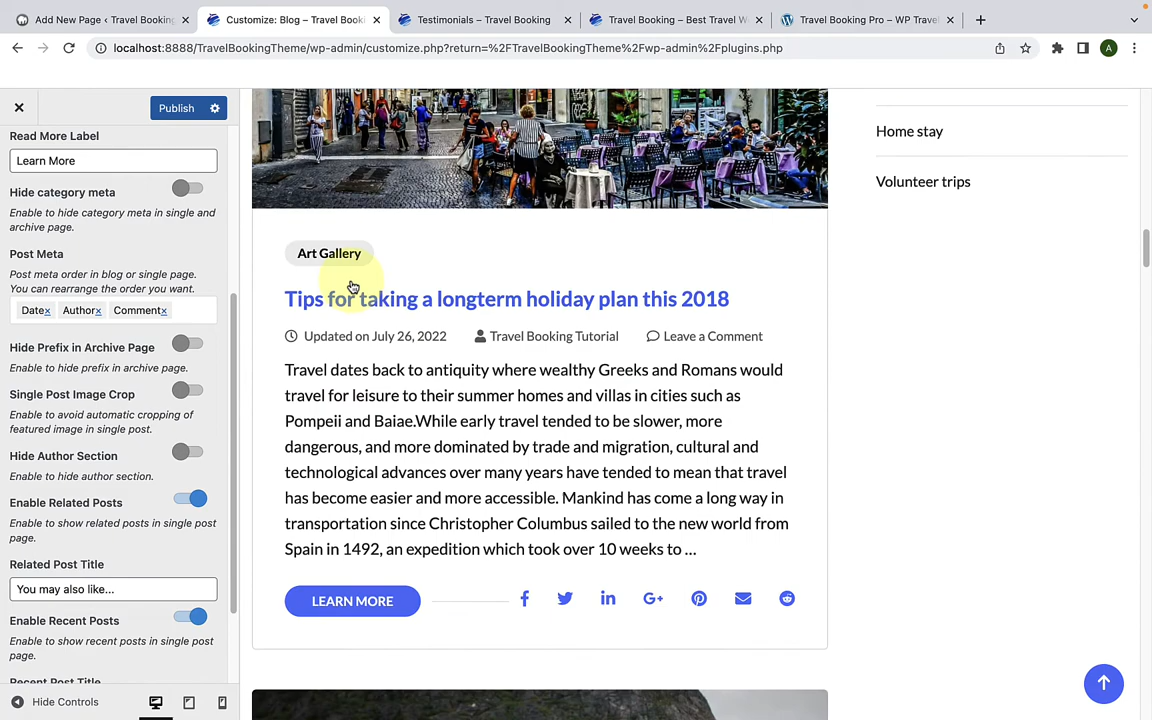 Add New Page ‹ Travel Booking
Customize: Blog – Travel Booki
Testimonials – Travel Booking
Travel Booking – Best Travel W
Travel Booking Pro – WP Trave
localhost:8888/TravelBookingTheme/wp-admin/customize.php?return=%2FTravelBookingTheme%2Fwp-admin%2Fplugins.php
A
Publish
Read More Label
Learn More
Hide category meta
Enable to hide category meta in single and
archive page.
Post Meta
Post meta order in blog or single page.
You can rearrange the order you want.
Date× Author× Comment×
Hide Prefix in Archive Page
Enable to hide prefix in archive page.
Single Post Image Crop
Enable to avoid automatic cropping of
featured image in single post.
Hide Author Section
Enable to hide author section.
Enable Related Posts
Enable to show related posts in single post
page.
Related Post Title
You may also like...
Enable Recent Posts
Enable to show recent posts in single post
page.
Recent Post Title
Hide Controls
Art Gallery
Tips for taking a longterm holiday plan this 2018
Updated on July 26, 2022 Travel Booking Tutorial Leave a Comment
Travel dates back to antiquity where wealthy Greeks and Romans would
travel for leisure to their summer homes and villas in cities such as
Pompeii and Baiae.While early travel tended to be slower, more
dangerous, and more dominated by trade and migration, cultural and
technological advances over many years have tended to mean that travel
has become easier and more accessible. Mankind has come a long way in
transportation since Christopher Columbus sailed to the new world from
Spain in 1492, an expedition which took over 10 weeks to ...
LEARN MORE
Home stay
Volunteer trips